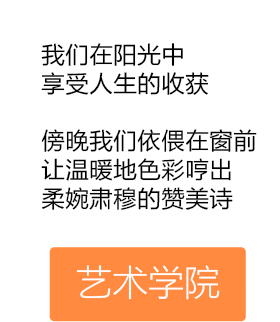 我们在阳光中
享受人生的收获
傍晚我们依偎在窗前
让温暖地色彩哼出
柔婉肃穆的赞美诗
艺术学院